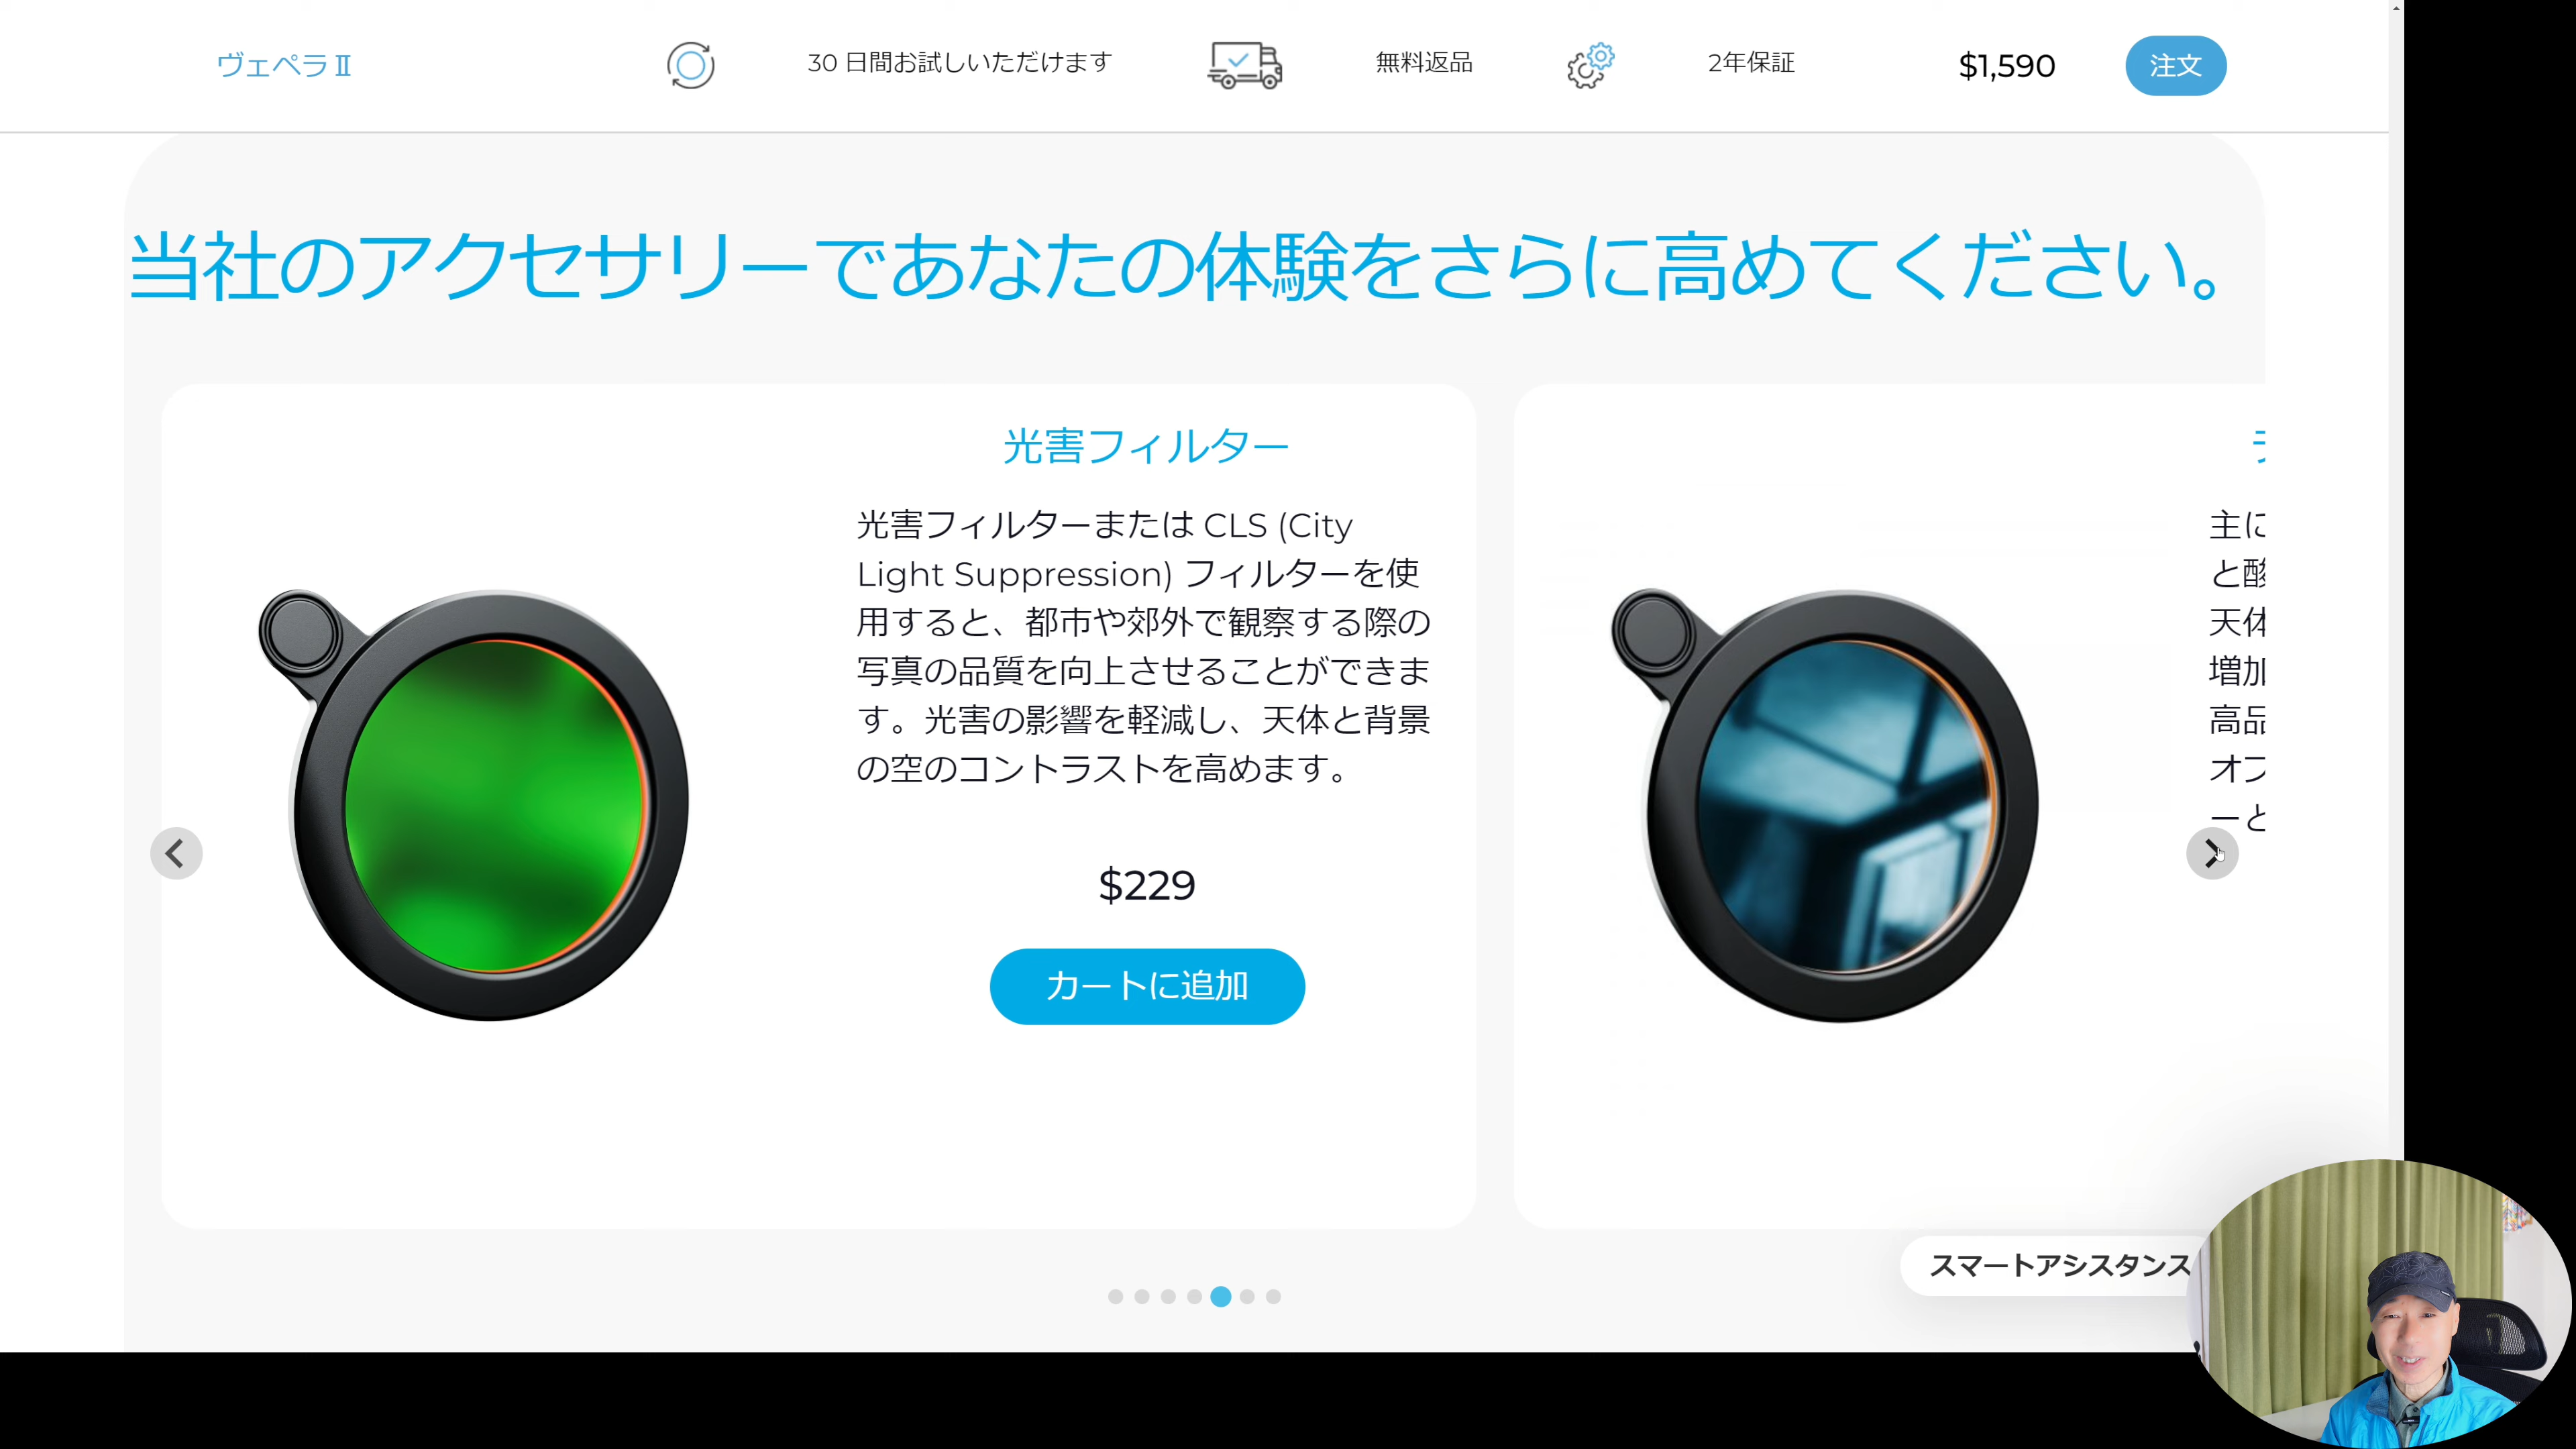 ヴェペラⅡ
30 日間お試しいただけます
無料返品
2年保証
$1,590
注文
当社のアクセサリーであなたの体験をさらに高めてください。
光害フィルター
光害フィルターまたは CLS (City
Light Suppression) フィルターを使
用すると、都市や郊外で観察する際の
写真の品質を向上させることができま
す。光害の影響を軽減し、天体と背景
の空のコントラストを高めます。
$229
カートに追加
主に
と酸
天体
増加
高品
オフ
ーと
スマートアシスタンス